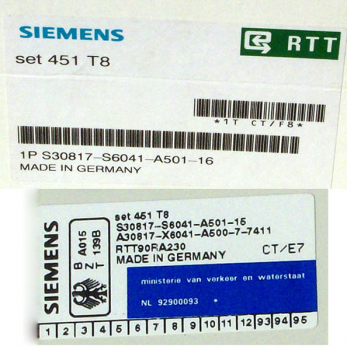 SIEMENS
RTT
set 451 T8
*1T CT/F8*
1P S30817-S6041-A501-16
MADE IN GERMANY
SIEMENS
B A015
Z
T 139B
set 451 T8
S30817-S6041-A501-15
A30817-X6041-A500-7-7411
RTT90RA230
MADE IN GERMANY
CT/E7
ministerie van verkeer en waterstaat
NL 92900093 *
1 2 3 4 5 6 7 8 9 10 11 12 93 94 95